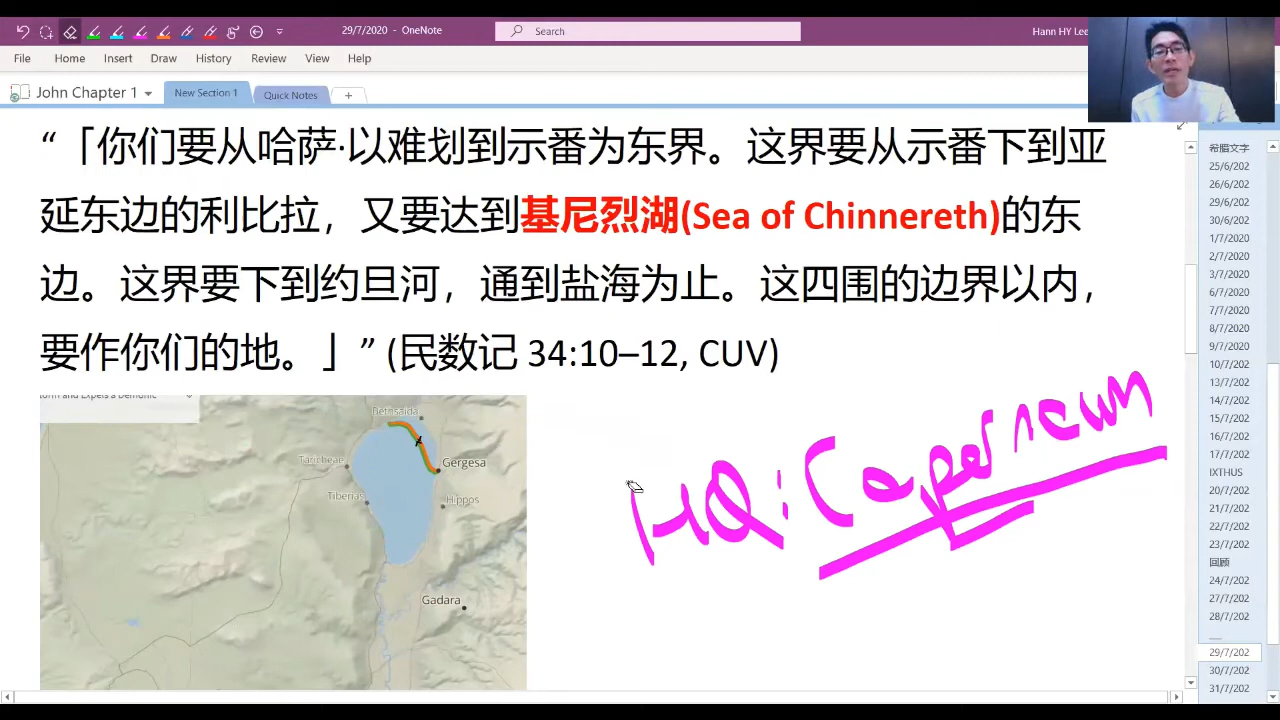 29/7/2020 - OneNote
Search
Hann HY Lee
File Home Insert Draw History View Help
John Chapter 1
New Section 1
Quick Notes
+
“「你们要从哈萨·以难划到示番为东界。这界要从示番下到亚
延东边的利比拉，又要达到基尼烈湖(Sea of Chinnereth)的东
边。这界要下到约旦河，通到盐海为止。这四围的边界以内，
要作你们的地。」” (民数记 34:10–12, CUV)
Bethsaida
Gergesa
Taricheae
Tiberias
Hippos
Gadara
HQ: Capernaum
希腊文字
25/6/202
26/6/202
29/6/202
30/6/202
1/7/2020
2/7/2020
3/7/2020
6/7/2020
7/7/2020
8/7/2020
9/7/2020
10/7/202
13/7/202
14/7/202
15/7/202
16/7/202
17/7/202
IXTHUS
20/7/202
21/7/202
22/7/202
23/7/202
回顾
24/7/202
27/7/202
28/7/202
29/7/202
30/7/202
31/7/202